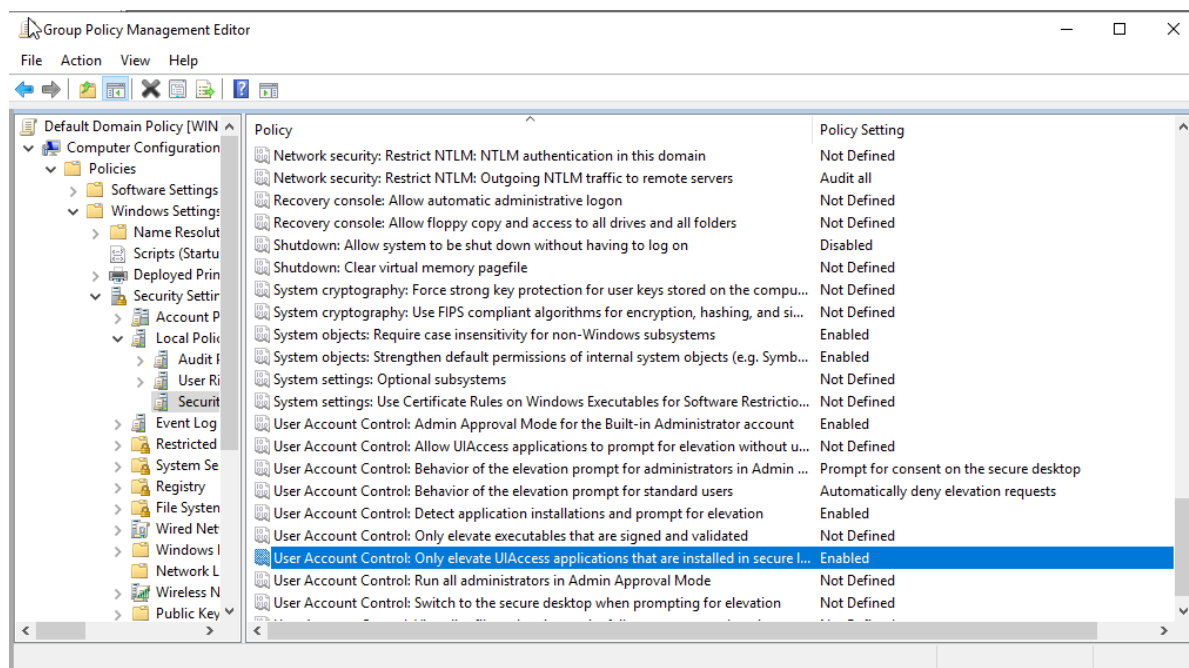 Group Policy Management Editor
File Action View Help
Default Domain Policy [WIN
Computer Configuration
Policies
Software Settings
Windows Settings
Name Resolut
Scripts (Startu
Deployed Prin
Security Settin
Account P
Local Polic
Audit P
User Ri
Securit
Event Log
Restricted
System Se
Registry
File System
Wired Net
Windows
Network L
Wireless N
Public Key
Policy Policy Setting
Network security: Restrict NTLM: NTLM authentication in this domain Not Defined
Network security: Restrict NTLM: Outgoing NTLM traffic to remote servers Audit all
Recovery console: Allow automatic administrative logon Not Defined
Recovery console: Allow floppy copy and access to all drives and all folders Not Defined
Shutdown: Allow system to be shut down without having to log on Disabled
Shutdown: Clear virtual memory pagefile Not Defined
System cryptography: Force strong key protection for user keys stored on the compu... Not Defined
System cryptography: Use FIPS compliant algorithms for encryption, hashing, and si... Not Defined
System objects: Require case insensitivity for non-Windows subsystems Enabled
System objects: Strengthen default permissions of internal system objects (e.g. Symb... Enabled
System settings: Optional subsystems Not Defined
System settings: Use Certificate Rules on Windows Executables for Software Restrictio... Not Defined
User Account Control: Admin Approval Mode for the Built-in Administrator account Enabled
User Account Control: Allow UIAccess applications to prompt for elevation without u... Not Defined
User Account Control: Behavior of the elevation prompt for administrators in Admin ... Prompt for consent on the secure desktop
User Account Control: Behavior of the elevation prompt for standard users Automatically deny elevation requests
User Account Control: Detect application installations and prompt for elevation Enabled
User Account Control: Only elevate executables that are signed and validated Not Defined
User Account Control: Only elevate UIAccess applications that are installed in secure l... Enabled
User Account Control: Run all administrators in Admin Approval Mode Not Defined
User Account Control: Switch to the secure desktop when prompting for elevation Not Defined